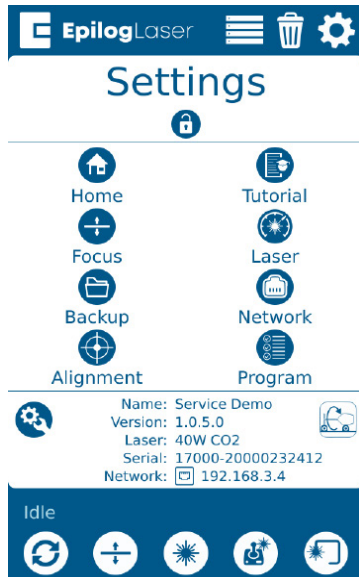 EpilogLaser
Settings
Home Tutorial
Focus Laser
Backup Network
Alignment Program
Name: Service Demo
Version: 1.0.5.0
Laser: 40W CO2
Serial: 17000-20000232412
Network: 192.168.3.4
Idle